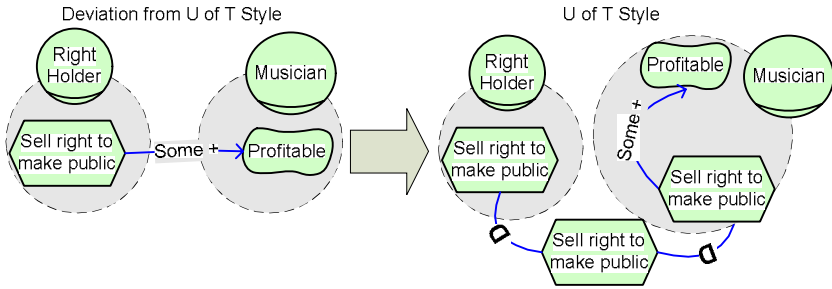 Deviation from U of T Style
Right
Holder
Musician
Sell right to
make public
Some +
Profitable
U of T Style
Right
Holder
Profitable
Musician
Some +
Sell right to
make public
Sell right to
make public
D
Sell right to
make public
D